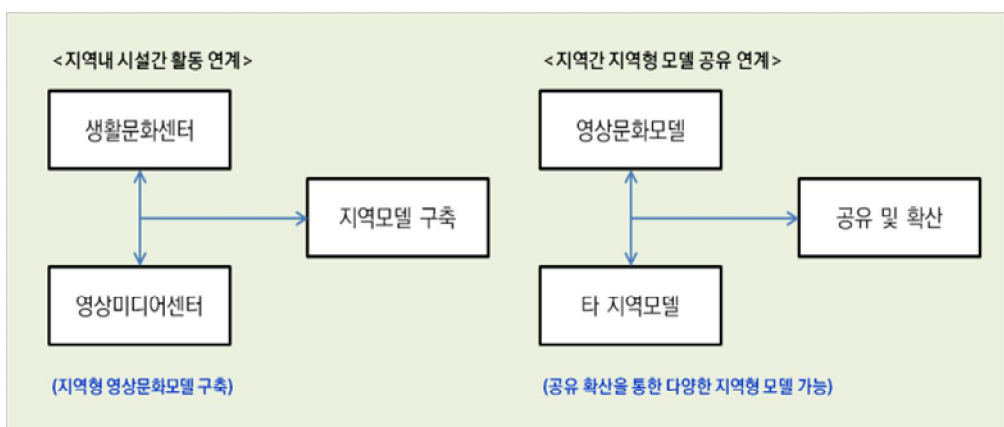 <지역내 시설간 활동 연계>
생활문화센터
지역모델 구축
영상미디어센터
(지역형 영상문화모델 구축)
<지역간 지역형 모델 공유 연계>
영상문화모델
공유 및 확산
타 지역모델
(공유 확산을 통한 다양한 지역형 모델 가능)